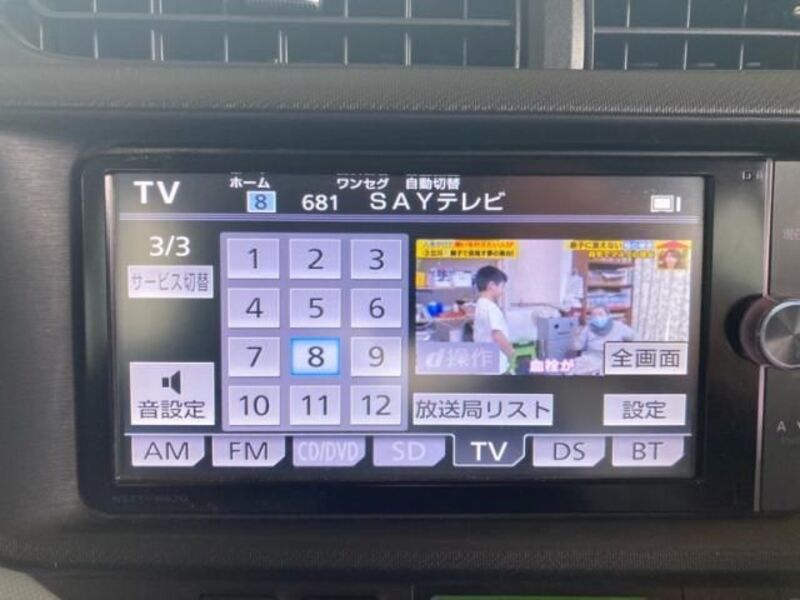 TV ホーム 8 681 ワンセグ 自動切替 SAYテレビ
3/3
サービス切替
1 2 3
4 5 6
7 8 9
10 11 12
音設定
d操作
血栓が
全画面
放送局リスト
設定
AM FM CD/DVD SD TV DS BT